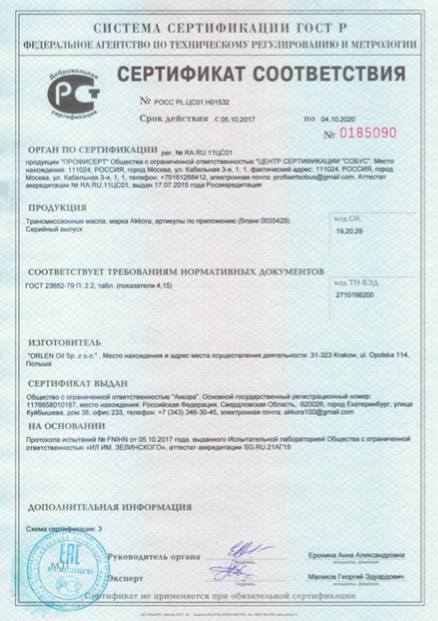 СИСТЕМА СЕРТИФИКАЦИИ ГОСТ Р
ФЕДЕРАЛЬНОЕ АГЕНТСТВО ПО ТЕХНИЧЕСКОМУ РЕГУЛИРОВАНИЮ И МЕТРОЛОГИИ
Добровольная
сертификация
СЕРТИФИКАТ СООТВЕТСТВИЯ
№ РОСС PL.ЦС01.Н01532
Срок действия с 05.10.2017 по 04.10.2020
№ 0185090
ОРГАН ПО СЕРТИФИКАЦИИ рег. № RA.RU.11ЦС01
продукции "ПРОФИСЕРТ" Общества с ограниченной ответственностью "ЦЕНТР СЕРТИФИКАЦИИ "СОБУС". Место
нахождения: 111024, РОССИЯ, город Москва, ул. Кабельная 3-я, 1, 1, фактический адрес: 111024, РОССИЯ, город
Москва, ул. Кабельная 3-я, 1, 1, телефон: +79161268412, электронная почта: profisertsobus@gmail.com. Аттестат
аккредитации № RA.RU.11ЦС01, выдан 17.07.2015 Росаккредитация
ПРОДУКЦИЯ
Трансмиссионные масла, марка Akkora, артикулы по приложению (бланк 0035429).
Серийный выпуск
код ОК
19.20.29
СООТВЕТСТВУЕТ ТРЕБОВАНИЯМ НОРМАТИВНЫХ ДОКУМЕНТОВ
ГОСТ 23652-79 П. 2.2, табл. (показатели 4,15)
код ТН ВЭД
2710198200
ИЗГОТОВИТЕЛЬ
"ORLEN Oil Sp. z o.o." . Место нахождения и адрес места осуществления деятельности: 31-323 Krakow, ul. Opolska 114,
Польша
СЕРТИФИКАТ ВЫДАН
Общество с ограниченной ответственностью "Аккора". Основной государственный регистрационный номер:
1176658010187, место нахождения: Российская Федерация, Свердловская Область, 620026, город Екатеринбург, улица
Куйбышева, дом 38, офис 233, телефон: +7 (343) 346-30-45, электронная почта: akkora100@gmail.com
НА ОСНОВАНИИ
Протокола испытаний № FNIHN от 05.10.2017 года, выданного Испытательной лабораторией Общества с ограниченной
ответственностью «ИЛ ИМ. ЗЕЛИНСКОГО», аттестат аккредитации SG.RU.21АГ15
ДОПОЛНИТЕЛЬНАЯ ИНФОРМАЦИЯ
Схема сертификации: 3
М.П.
Руководитель органа
Еронина Анна Александровна
Эксперт
Маликов Георгий Эдуардович
Сертификат не применяется при обязательной сертификации